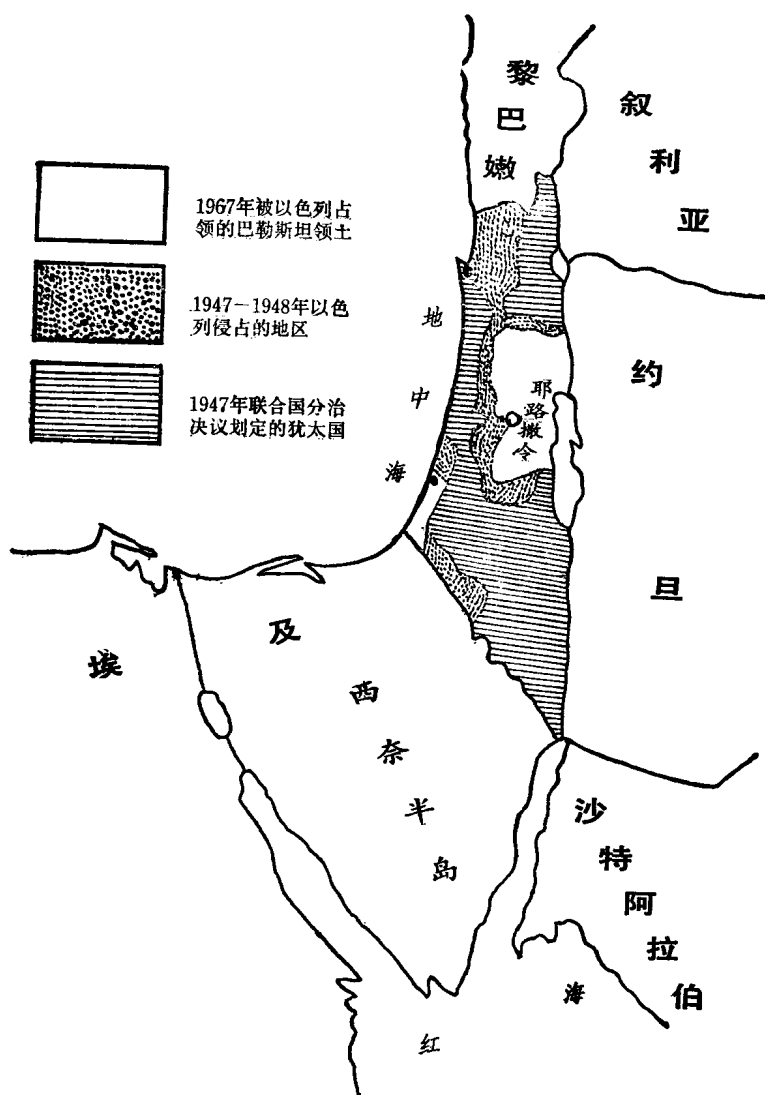 黎巴嫩
叙利亚
1967年被以色列占
领的巴勒斯坦领土
1947－1948年以色
列侵占的地区
1947年联合国分治
决议划定的犹太国
地中海
约旦
耶路撒令
埃及
西奈半岛
沙特阿拉伯
红海